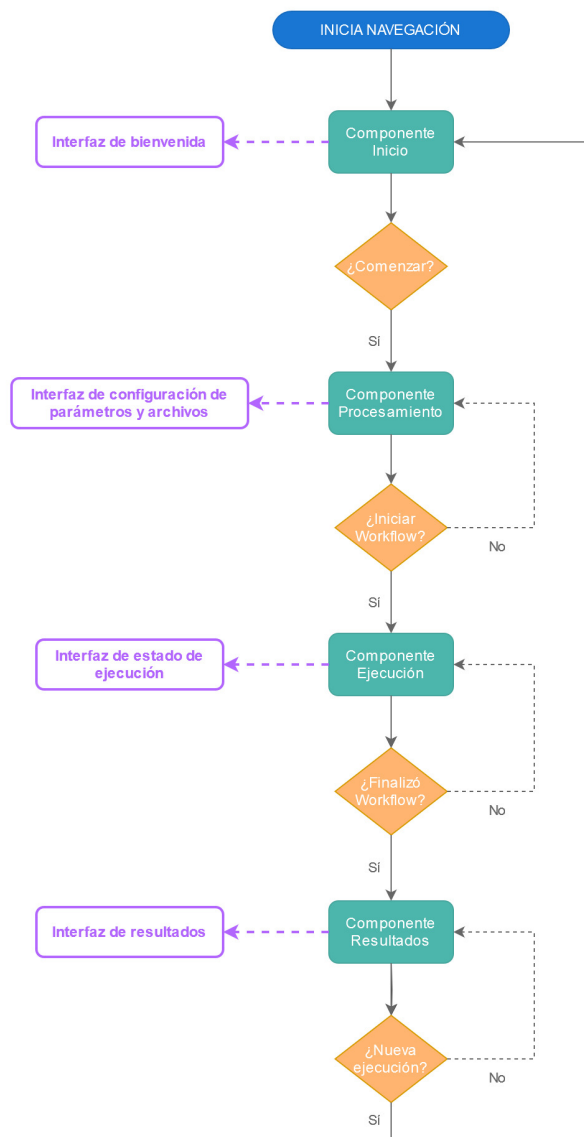 INICIA NAVEGACIÓN
Interfaz de bienvenida
Componente
Inicio
¿Comenzar?
Sí
Interfaz de configuración de
parámetros y archivos
Componente
Procesamiento
¿Iniciar
Workflow?
No
Sí
Interfaz de estado de
ejecución
Componente
Ejecución
¿Finalizó
Workflow?
No
Sí
Interfaz de resultados
Componente
Resultados
¿Nueva
ejecución?
No
Sí